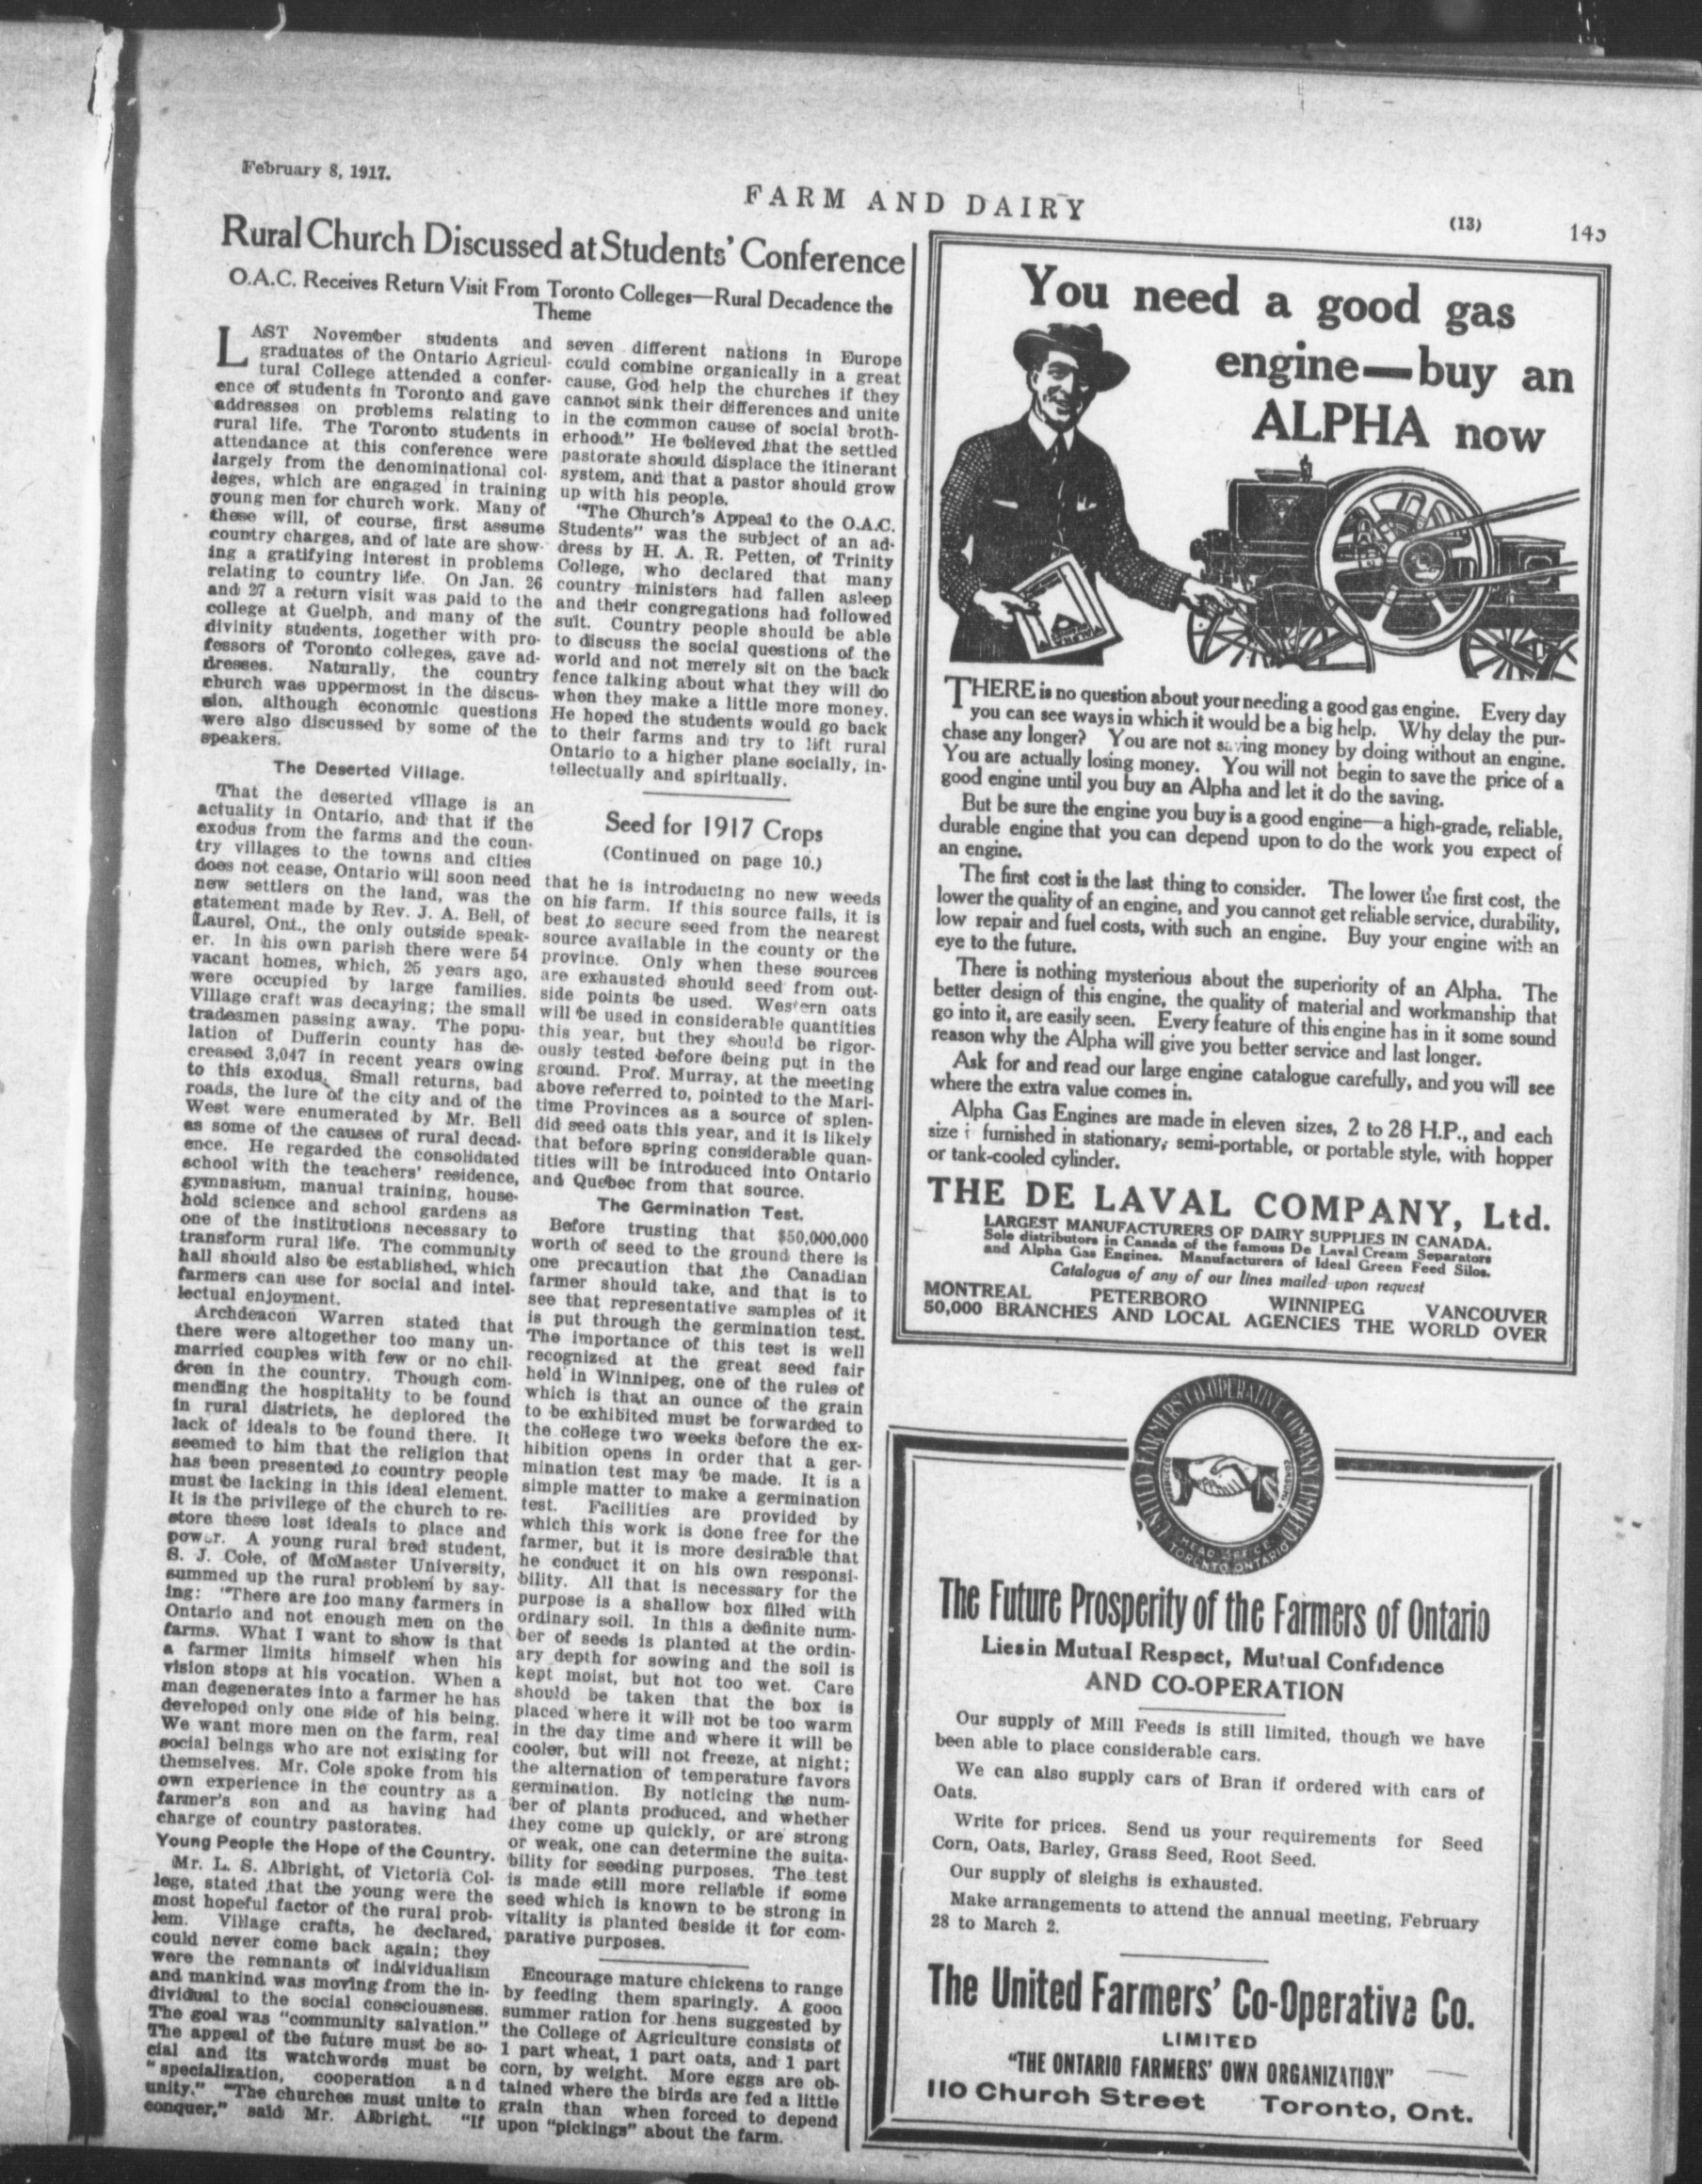 February 8, 1917.
FARM AND DAIRY
(13)
145
Rural Church Discussed at Students' Conference
O.A.C. Receives Return Visit From Toronto Colleges—Rural Decadence the
Theme
LAST November students and
graduates of the Ontario Agricul-
tural College attended a confer-
ence of students in Toronto and gave
addresses on problems relating to
rural life. The Toronto students in
attendance at this conference were
largely from the denominational col-
leges, which are engaged in training
young men for church work. Many of
these will, of course, first assume
country charges, and of late are show-
ing a gratifying interest in problems
relating to country life. On Jan. 26
and 27 a return visit was paid to the
college at Guelph, and many of the
divinity students, together with pro-
fessors of Toronto colleges, gave ad-
dresses. Naturally, the country
church was uppermost in the discus-
sion, although economic questions
were also discussed by some of the
speakers.
The Deserted Village.
That the deserted village is an
actuality in Ontario, and that if the
exodus from the farms and the coun-
try villages to the towns and cities
does not cease, Ontario will soon need
new settlers on the land, was the
statement made by Rev. J. A. Bell, of
Laurel, Ont., the only outside speak-
er. In his own parish there were 54
vacant homes, which, 25 years ago,
were occupied by large families.
Village craft was decaying; the small
tradesmen passing away. The popu-
lation of Dufferin county has de-
creased 3,047 in recent years owing
to this exodus. Small returns, bad
roads, the lure of the city and of the
West were enumerated by Mr. Bell
as some of the causes of rural decad-
ence. He regarded the consolidated
school with the teachers' residence,
gymnasium, manual training, house-
hold science and school gardens as
one of the institutions necessary to
transform rural life. The community
hall should also be established, which
farmers can use for social and intel-
lectual enjoyment.
Archdeacon Warren stated that
there were altogether too many un-
married couples with few or no chil-
dren in the country. Though com-
mending the hospitality to be found
in rural districts, he deplored the
lack of ideals to be found there. It
seemed to him that the religion that
has been presented to country people
must be lacking in this ideal element.
It is the privilege of the church to re-
store these lost ideals to place and
power. A young rural bred student,
S. J. Cole, of McMaster University,
summed up the rural problem by say-
ing: "There are too many farmers in
Ontario and not enough men on the
farms. What I want to show is that
a farmer limits himself when his
vision stops at his vocation. When a
man degenerates into a farmer he has
developed only one side of his being.
We want more men on the farm, real
social beings who are not existing for
themselves. Mr. Cole spoke from his
own experience in the country as a
farmer's son and as having had
charge of country pastorates.
Young People the Hope of the Country.
Mr. L. S. Albright, of Victoria Col-
lege, stated that the young were the
most hopeful factor of the rural prob-
lem. Village crafts, he declared,
could never come back again; they
were the remnants of individualism
and mankind was moving from the in-
dividual to the social consciousness.
The goal was "community salvation."
The appeal of the future must be so-
cial and its watchwords must be
"specialization, cooperation and
unity." "The churches must unite to
conquer," said Mr. Albright. "If
seven different nations in Europe
could combine organically in a great
cause, God help the churches if they
cannot sink their differences and unite
in the common cause of social broth-
erhood." He believed that the settled
pastorate should displace the itinerant
system, and that a pastor should grow
up with his people.
"The Church's Appeal to the O.A.C.
Students" was the subject of an ad-
dress by H. A. R. Petten, of Trinity
College, who declared that many
country ministers had fallen asleep
and their congregations had followed
suit. Country people should be able
to discuss the social questions of the
world and not merely sit on the back
fence talking about what they will do
when they make a little more money.
He hoped the students would go back
to their farms and try to lift rural
Ontario to a higher plane socially, in-
tellectually and spiritually.
Seed for 1917 Crops
(Continued on page 10.)
that he is introducing no new weeds
on his farm. If this source fails, it is
best to secure seed from the nearest
source available in the county or the
province. Only when these sources
are exhausted should seed from out-
side points be used. Western oats
will be used in considerable quantities
this year, but they should be rigor-
ously tested before being put in the
ground. Prof. Murray, at the meeting
above referred to, pointed to the Mari-
time Provinces as a source of splen-
did seed oats this year, and it is likely
that before spring considerable quan-
tities will be introduced into Ontario
and Quebec from that source.
The Germination Test.
Before trusting that $50,000,000
worth of seed to the ground there is
one precaution that the Canadian
farmer should take, and that is to
see that representative samples of it
is put through the germination test.
The importance of this test is well
recognized at the great seed fair
held in Winnipeg, one of the rules of
which is that an ounce of the grain
to be exhibited must be forwarded to
the college two weeks before the ex-
hibition opens in order that a ger-
mination test may be made. It is a
simple matter to make a germination
test. Facilities are provided by
which this work is done free for the
farmer, but it is more desirable that
he conduct it on his own responsi-
bility. All that is necessary for the
purpose is a shallow box filled with
ordinary soil. In this a definite num-
ber of seeds is planted at the ordin-
ary depth for sowing and the soil is
kept moist, but not too wet. Care
should be taken that the box is
placed where it will not be too warm
in the day time and where it will be
cooler, but will not freeze, at night;
the alternation of temperature favors
germination. By noticing the num-
ber of plants produced, and whether
they come up quickly, or are strong
or weak, one can determine the suita-
bility for seeding purposes. The test
is made still more reliable if some
seed which is known to be strong in
vitality is planted beside it for com-
parative purposes.
Encourage mature chickens to range
by feeding them sparingly. A good
summer ration for hens suggested by
the College of Agriculture consists of
1 part wheat, 1 part oats, and 1 part
corn, by weight. More eggs are ob-
tained where the birds are fed a little
grain than when forced to depend
upon "pickings" about the farm.
You need a good gas
engine—buy an
ALPHA now
THERE is no question about your needing a good gas engine. Every day
you can see ways in which it would be a big help. Why delay the pur-
chase any longer? You are not saving money by doing without an engine.
You are actually losing money. You will not begin to save the price of a
good engine until you buy an Alpha and let it do the saving.
But be sure the engine you buy is a good engine—a high-grade, reliable,
durable engine that you can depend upon to do the work you expect of
an engine.
The first cost is the last thing to consider. The lower the first cost, the
lower the quality of an engine, and you cannot get reliable service, durability,
low repair and fuel costs, with such an engine. Buy your engine with an
eye to the future.
There is nothing mysterious about the superiority of an Alpha. The
better design of this engine, the quality of material and workmanship that
go into it, are easily seen. Every feature of this engine has in it some sound
reason why the Alpha will give you better service and last longer.
Ask for and read our large engine catalogue carefully, and you will see
where the extra value comes in.
Alpha Gas Engines are made in eleven sizes, 2 to 28 H.P., and each
size furnished in stationary, semi-portable, or portable style, with hopper
or tank-cooled cylinder.
THE DE LAVAL COMPANY, Ltd.
LARGEST MANUFACTURERS OF DAIRY SUPPLIES IN CANADA.
Sole distributors in Canada of the famous De Laval Cream Separators
and Alpha Gas Engines. Manufacturers of Ideal Green Feed Silos.
Catalogue of any of our lines mailed upon request
MONTREAL PETERBORO WINNIPEG VANCOUVER
50,000 BRANCHES AND LOCAL AGENCIES THE WORLD OVER
UNITED FARMERS' CO-OPERATIVE COMPANY LIMITED
HEAD OFFICE
TORONTO ONTARIO
The Future Prosperity of the Farmers of Ontario
Lies in Mutual Respect, Mutual Confidence
AND CO-OPERATION
Our supply of Mill Feeds is still limited, though we have
been able to place considerable cars.
We can also supply cars of Bran if ordered with cars of
Oats.
Write for prices. Send us your requirements for Seed
Corn, Oats, Barley, Grass Seed, Root Seed.
Our supply of sleighs is exhausted.
Make arrangements to attend the annual meeting, February
28 to March 2.
The United Farmers' Co-Operative Co.
LIMITED
"THE ONTARIO FARMERS' OWN ORGANIZATION"
110 Church Street Toronto, Ont.